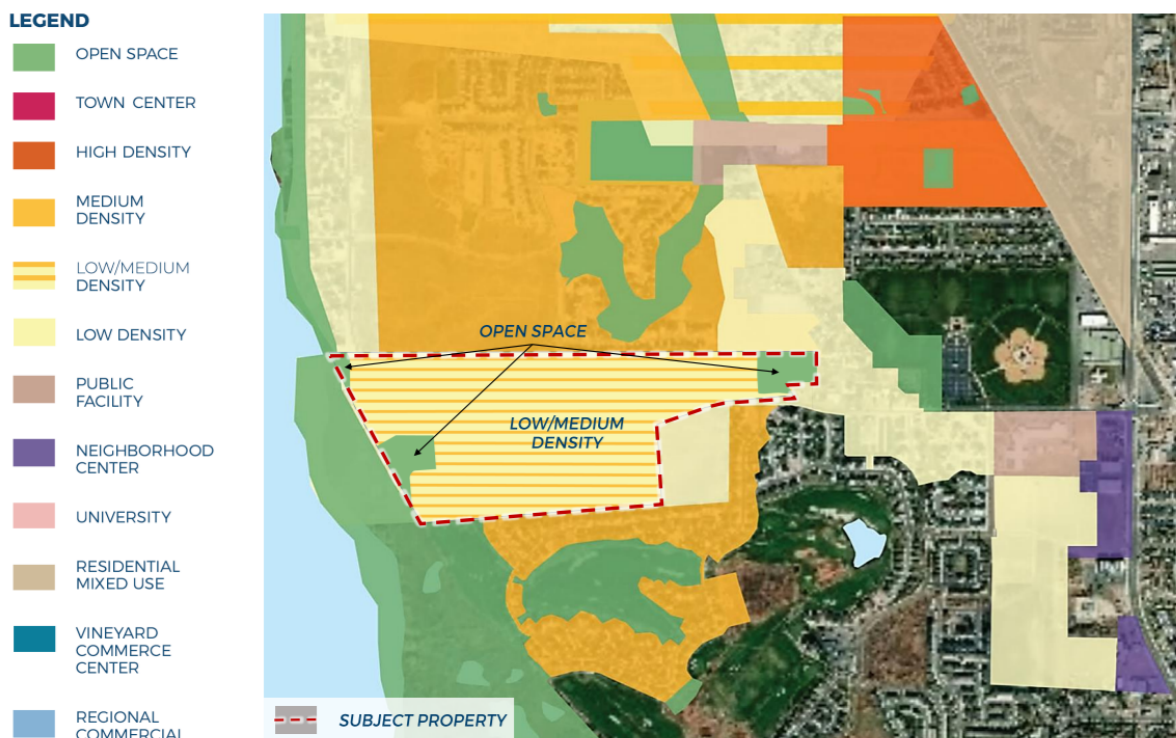 LEGEND
OPEN SPACE
TOWN CENTER
HIGH DENSITY
MEDIUM
DENSITY
LOW/MEDIUM
DENSITY
LOW DENSITY
PUBLIC
FACILITY
NEIGHBORHOOD
CENTER
UNIVERSITY
RESIDENTIAL
MIXED USE
VINEYARD
COMMERCE
CENTER
REGIONAL
COMMERCIAL
OPEN SPACE
LOW/MEDIUM
DENSITY
SUBJECT PROPERTY